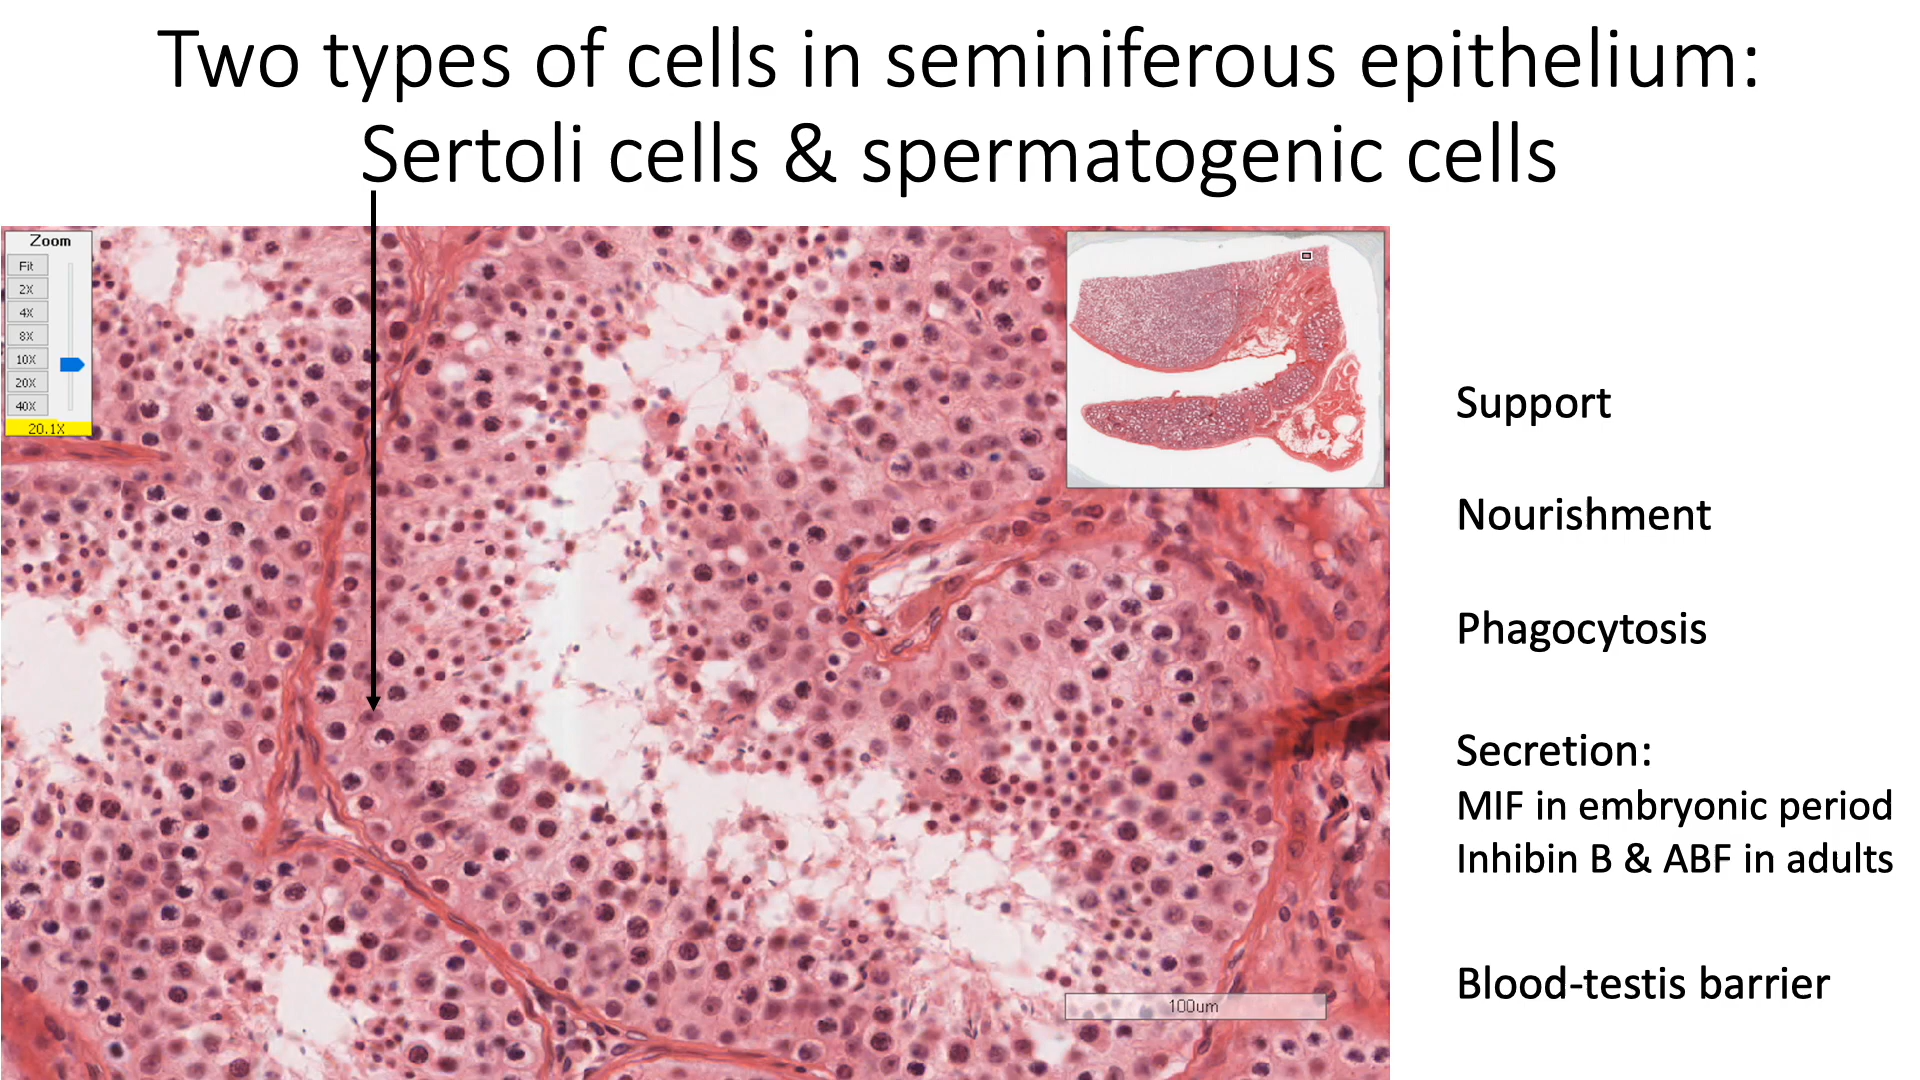 Two types of cells in seminiferous epithelium:
Sertoli cells & spermatogenic cells
Zoom
Fit
2X
4X
8X
10X
20X
40X
20.1X
100um
Support
Nourishment
Phagocytosis
Secretion:
MIF in embryonic period
Inhibin B & ABF in adults
Blood-testis barrier